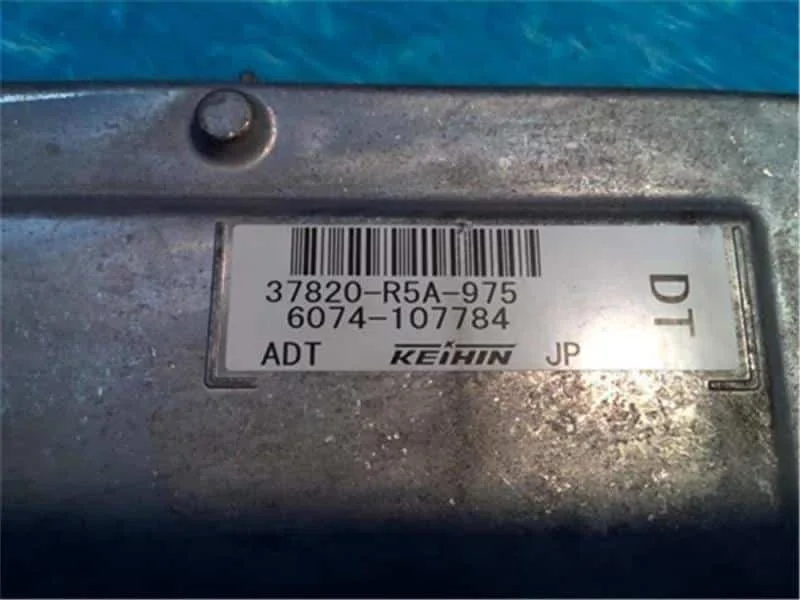 37820-R5A-975
6074-107784
ADT KEIHIN JP
DT